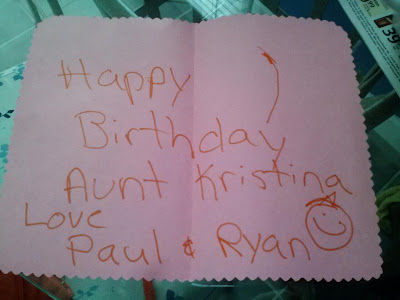 Happy
Birthday
Aunt Kristina
Love
Paul & Ryan